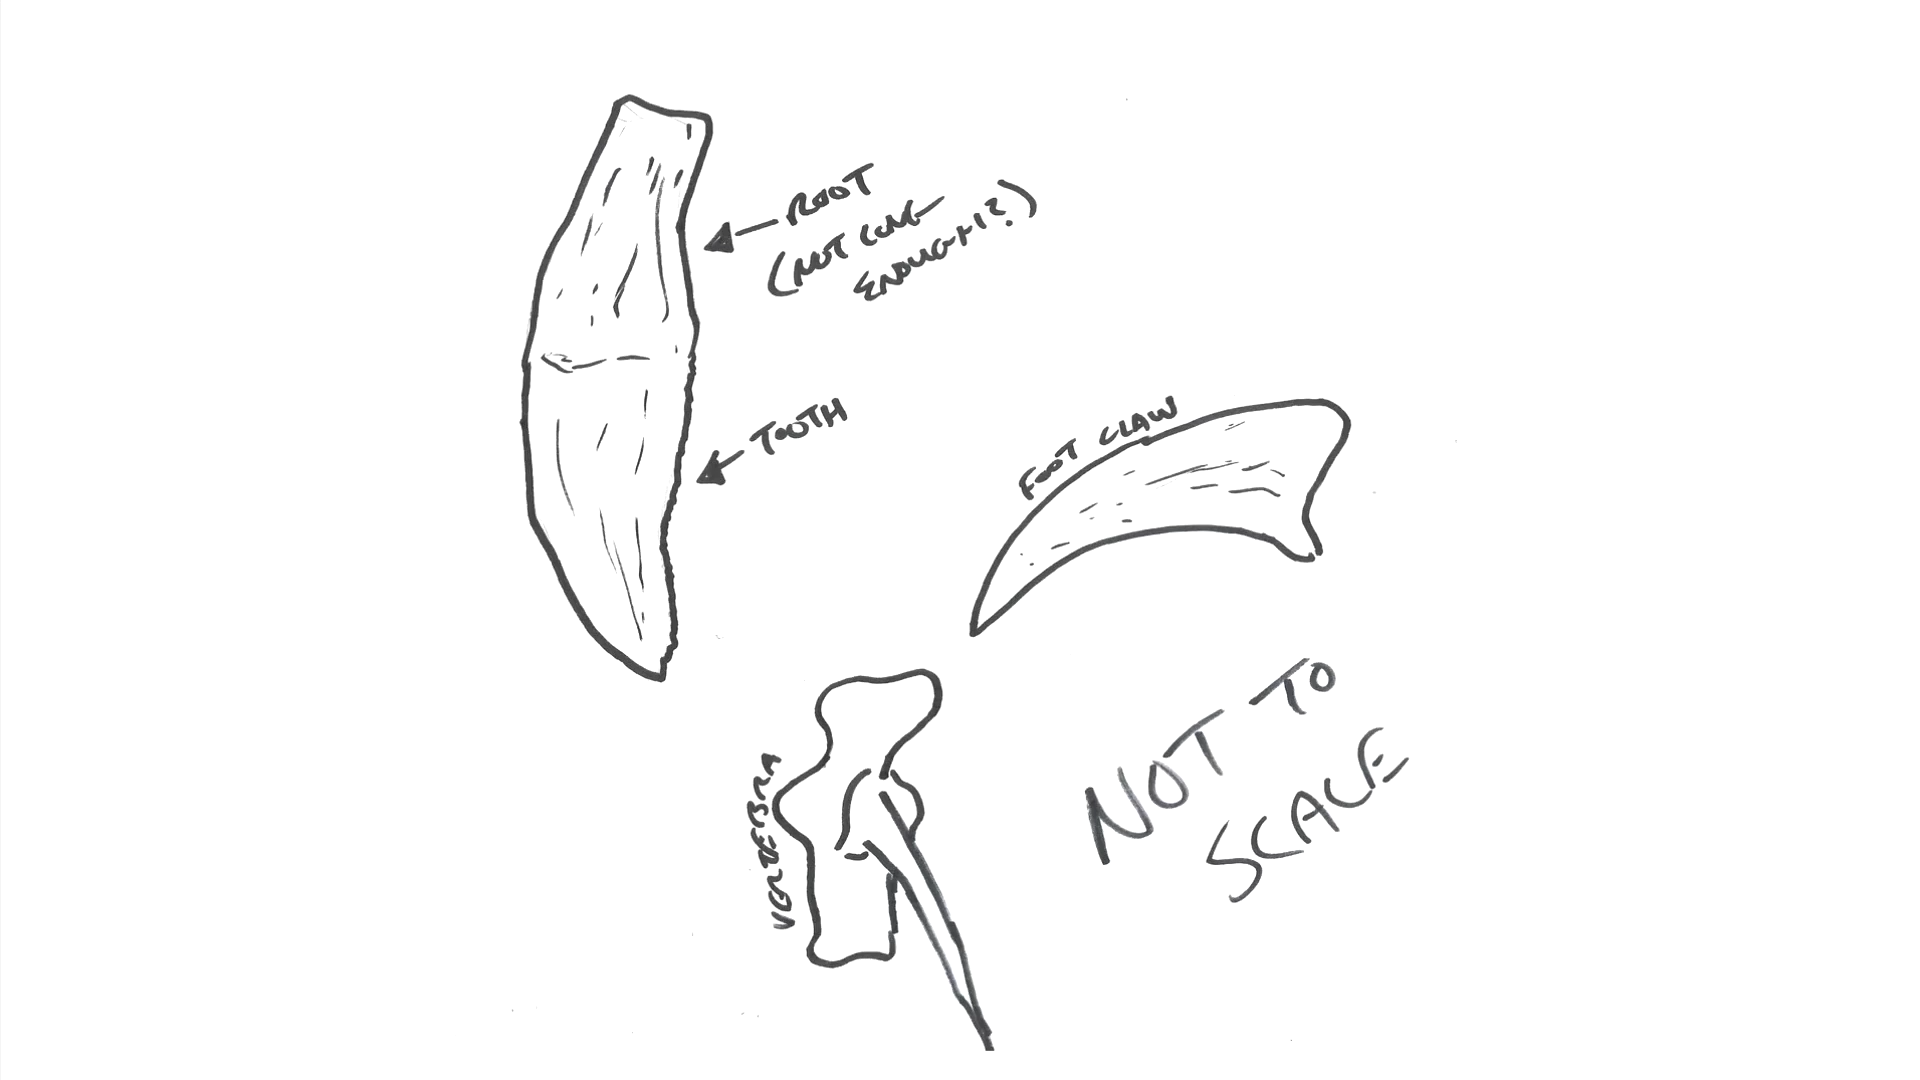 ROOT
(NOT LONG
ENOUGH!?)
TOOTH
FOOT CLAW
VERTEBRA
NOT TO
SCALE